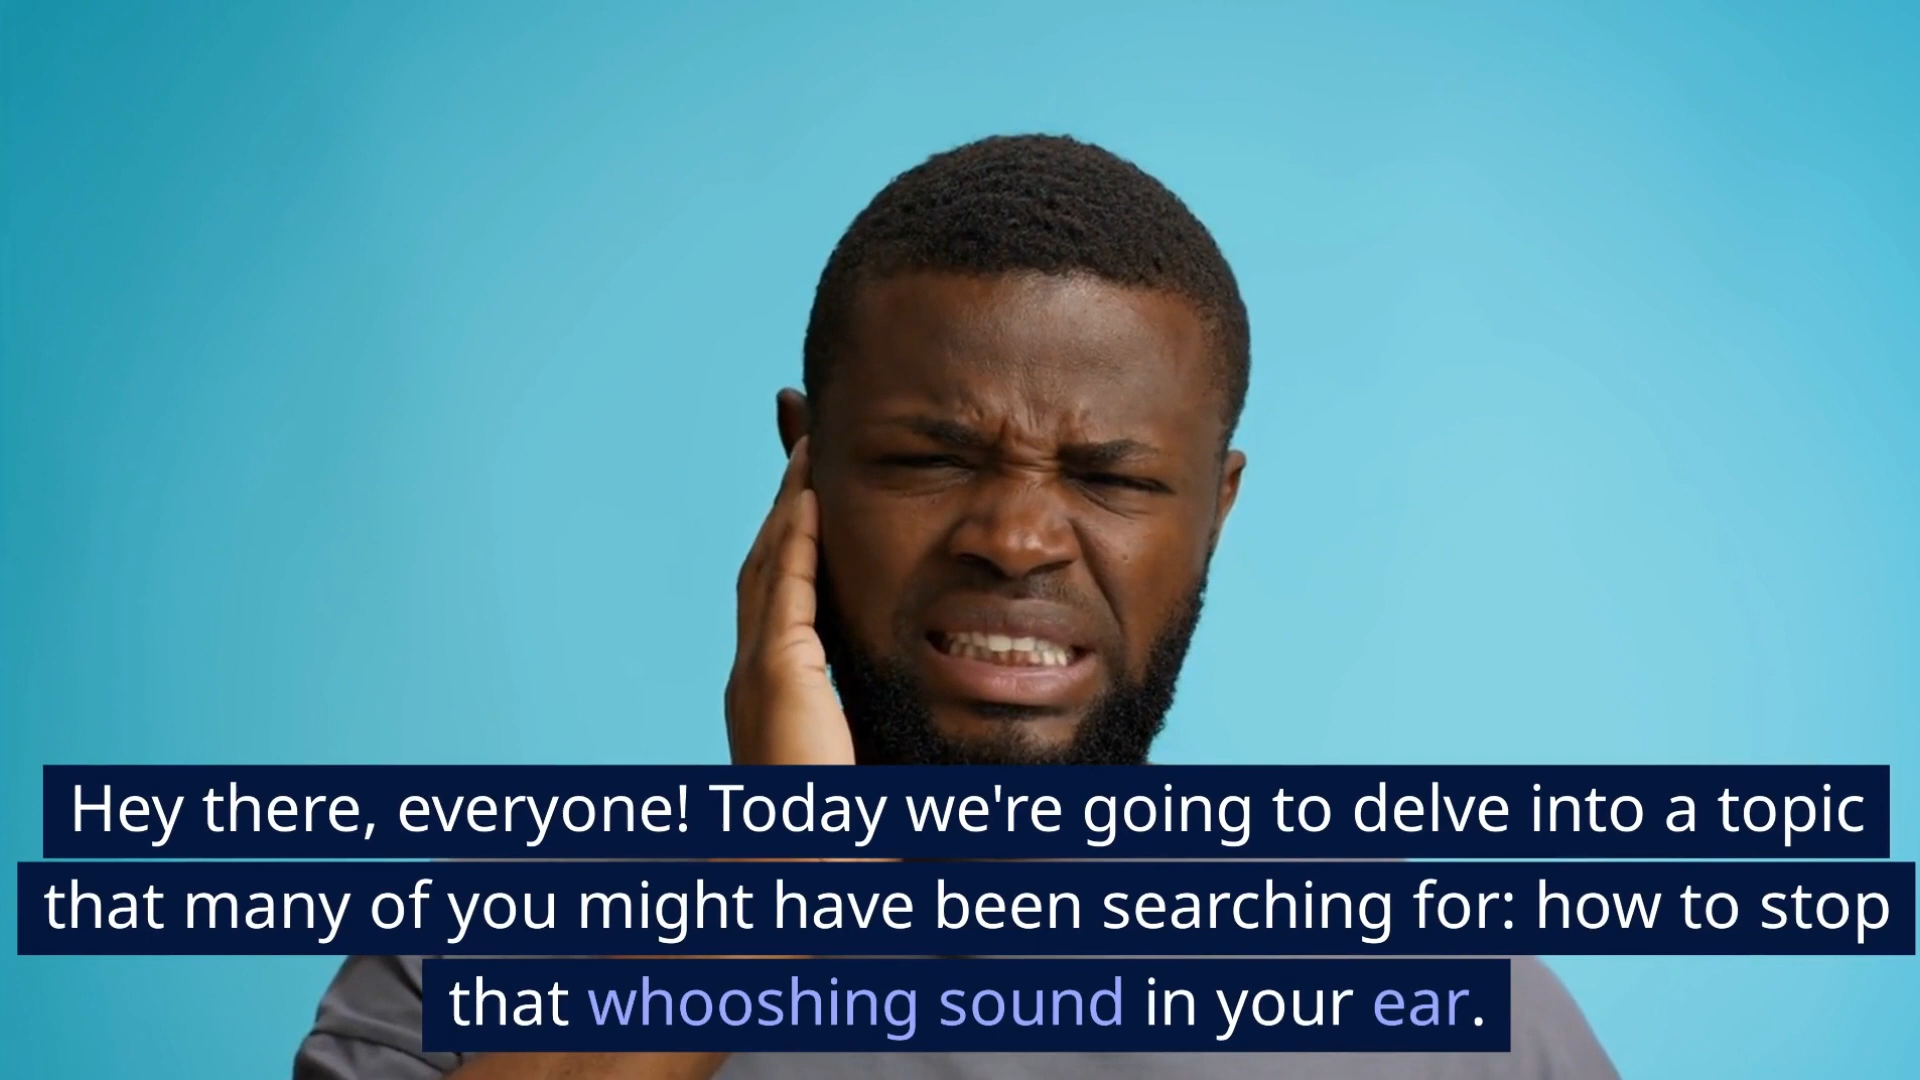 Hey there, everyone! Today we're going to delve into a topic
that many of you might have been searching for: how to stop
that whooshing sound in your ear.